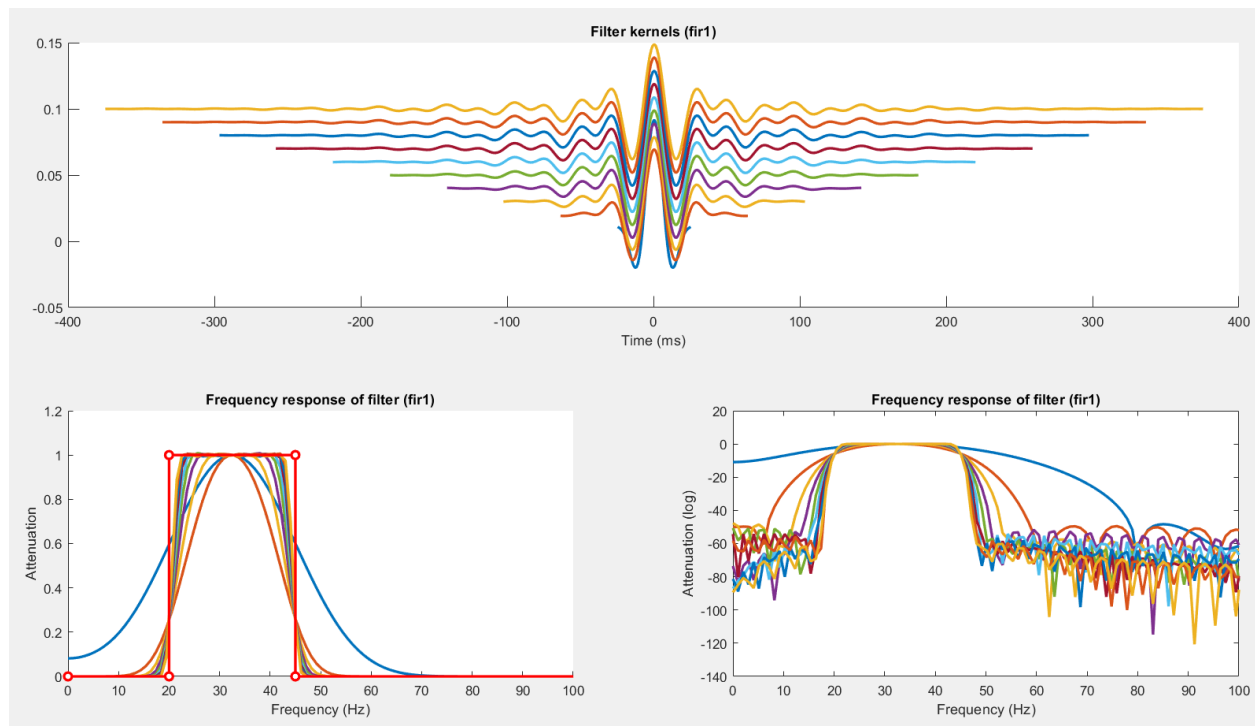 Filter kernels (fir1)
0.15
0.1
0.05
0
-0.05
-400 -300 -200 -100 0 100 200 300 400
Time (ms)
Frequency response of filter (fir1)
1.2
1
0.8
0.6
0.4
0.2
0
Attenuation
0 10 20 30 40 50 60 70 80 90 100
Frequency (Hz)
Frequency response of filter (fir1)
20
0
-20
-40
-60
-80
-100
-120
-140
Attenuation (log)
0 10 20 30 40 50 60 70 80 90 100
Frequency (Hz)